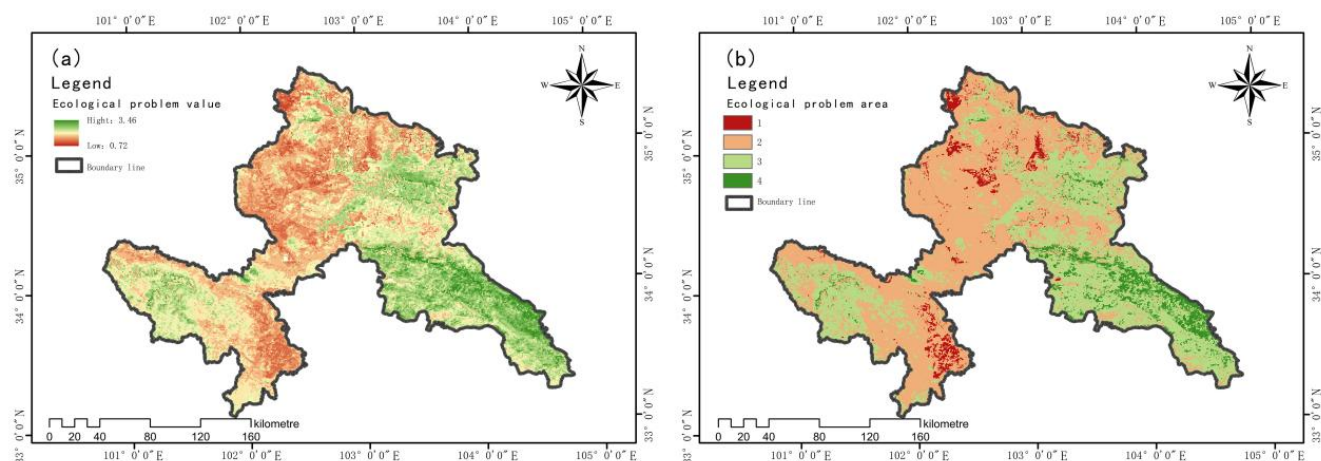 101° 0′ 0″ E 102° 0′ 0″ E 103° 0′ 0″ E 104° 0′ 0″ E 105° 0′ 0″ E
(a)
Legend
Ecological problem value
Hight: 3.46
Low: 0.72
Boundary line
N
W E
S
35° 0′ 0″ N
34° 0′ 0″ N
33° 0′ 0″ N
35° 0′ 0″ N
34° 0′ 0″ N
33° 0′ 0″ N
0 20 40 80 120 160
kilometre
101° 0′ 0″ E 102° 0′ 0″ E 103° 0′ 0″ E 104° 0′ 0″ E 105° 0′ 0″ E
101° 0′ 0″ E 102° 0′ 0″ E 103° 0′ 0″ E 104° 0′ 0″ E 105° 0′ 0″ E
(b)
Legend
Ecological problem area
1
2
3
4
Boundary line
N
W E
S
35° 0′ 0″ N
34° 0′ 0″ N
33° 0′ 0″ N
35° 0′ 0″ N
34° 0′ 0″ N
33° 0′ 0″ N
0 20 40 80 120 160
kilometre
101° 0′ 0″ E 102° 0′ 0″ E 103° 0′ 0″ E 104° 0′ 0″ E 105° 0′ 0″ E